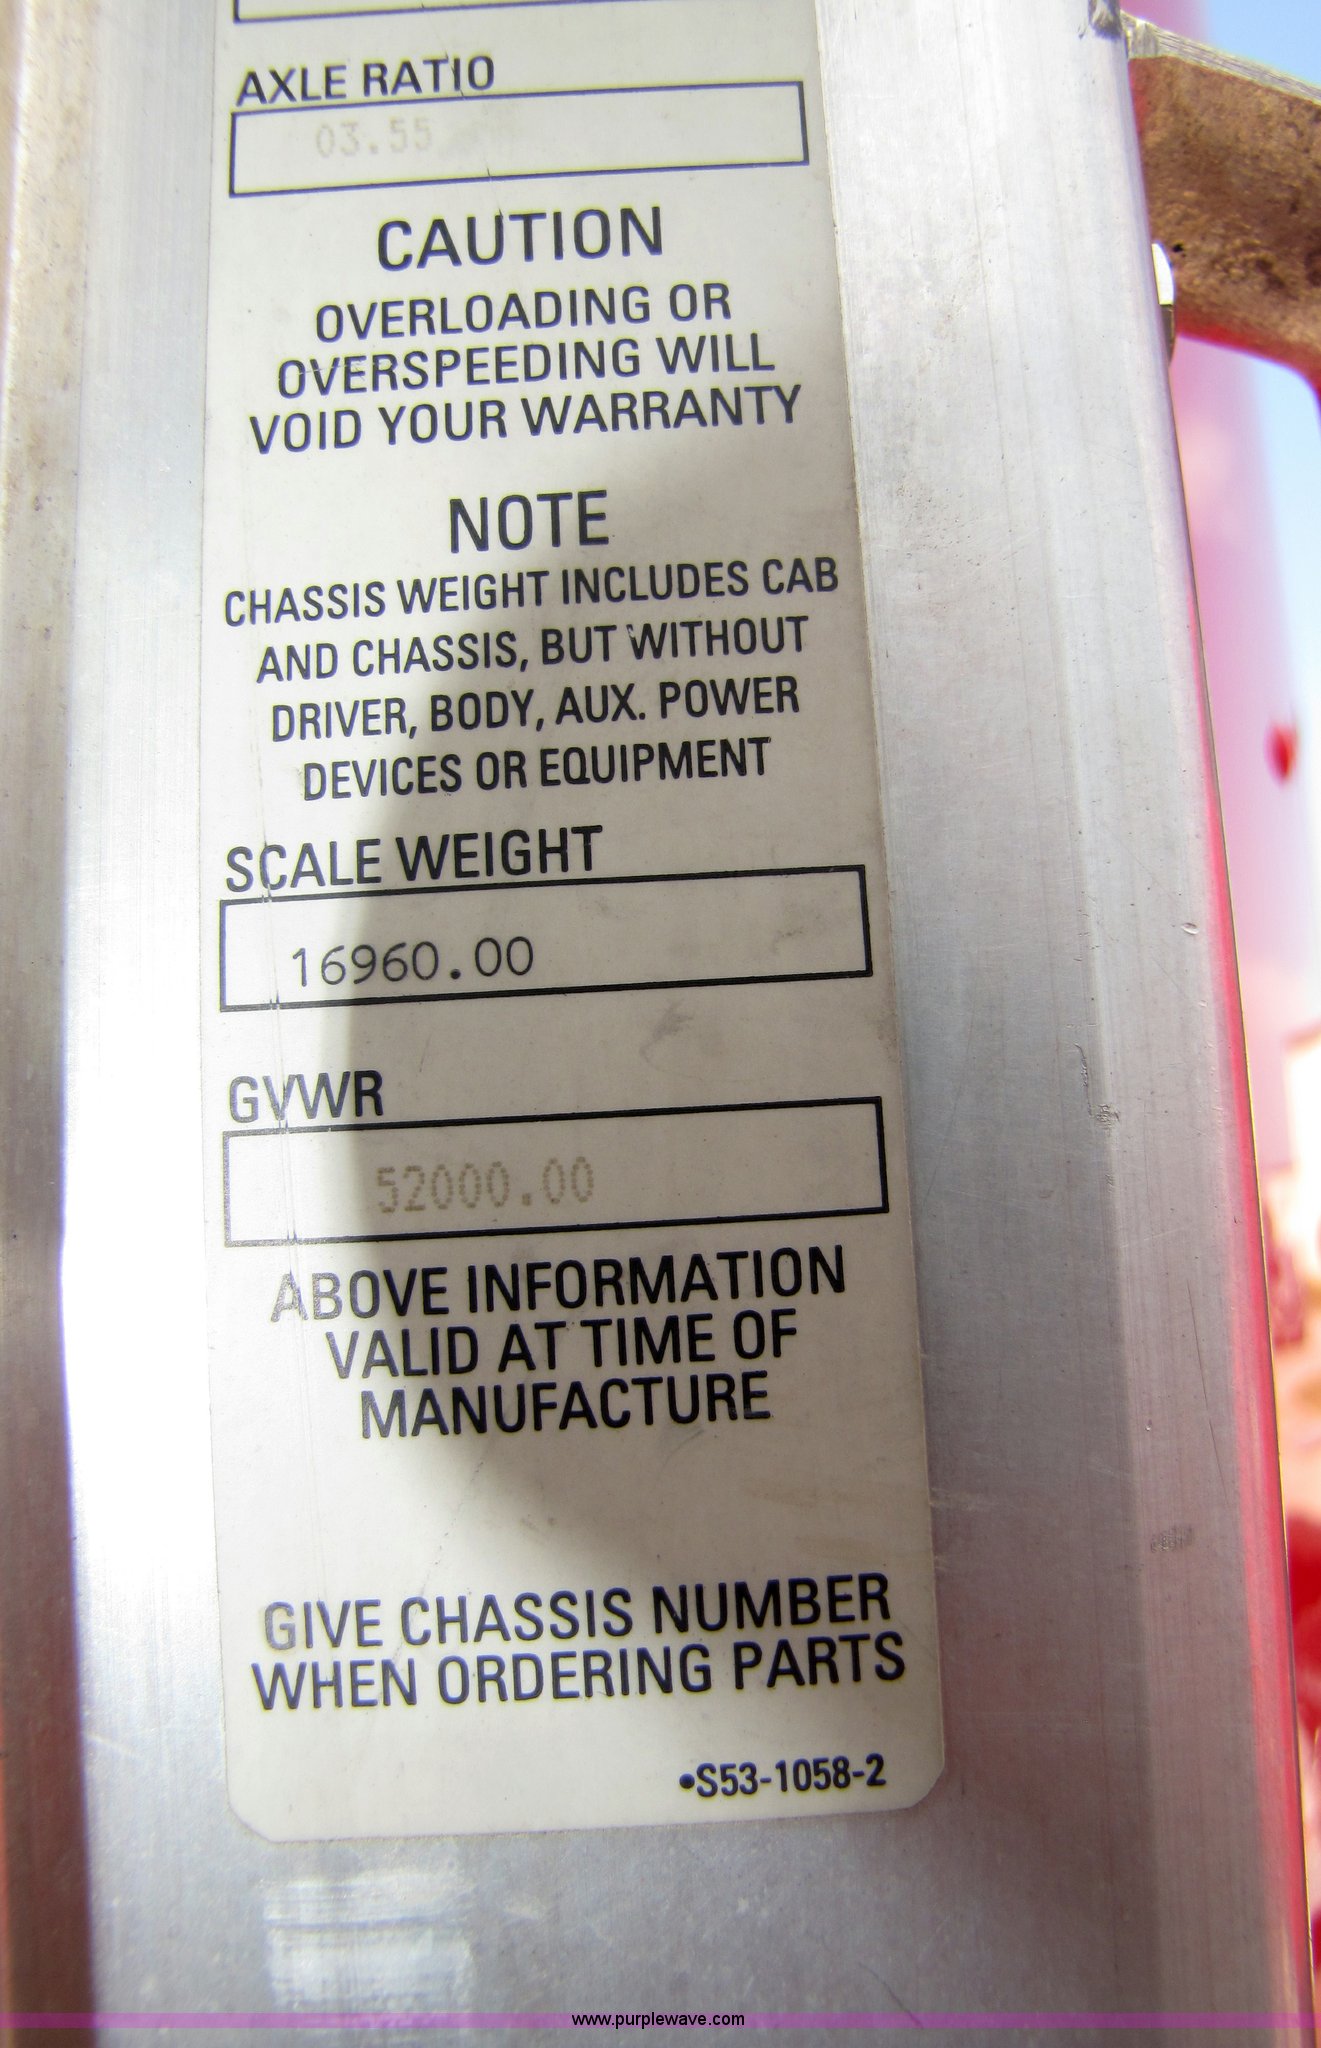 AXLE RATIO
03.55
CAUTION
OVERLOADING OR
OVERSPEEDING WILL
VOID YOUR WARRANTY
NOTE
CHASSIS WEIGHT INCLUDES CAB
AND CHASSIS, BUT WITHOUT
DRIVER, BODY, AUX. POWER
DEVICES OR EQUIPMENT
SCALE WEIGHT
16960.00
GVWR
52000.00
ABOVE INFORMATION
VALID AT TIME OF
MANUFACTURE
GIVE CHASSIS NUMBER
WHEN ORDERING PARTS
•S53-1058-2
www.purplewave.com